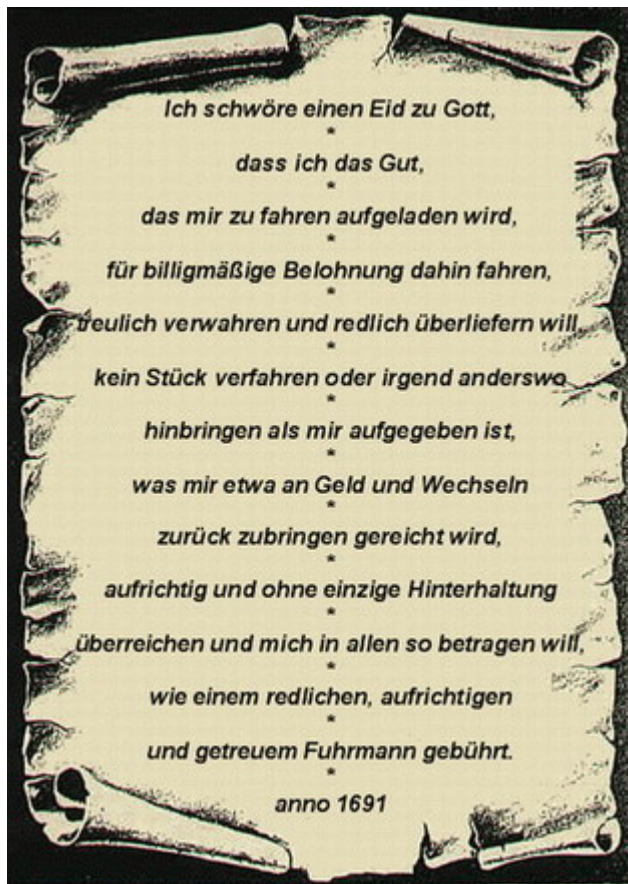 Ich schwöre einen Eid zu Gott,
*
dass ich das Gut,
*
das mir zu fahren aufgeladen wird,
*
für billigmäßige Belohnung dahin fahren,
*
treulich verwahren und redlich überliefern will,
*
kein Stück verfahren oder irgend anderswo
*
hinbringen als mir aufgegeben ist,
*
was mir etwa an Geld und Wechseln
*
zurück zubringen gereicht wird,
*
aufrichtig und ohne einzige Hinterhaltung
*
überreichen und mich in allen so betragen will,
*
wie einem redlichen, aufrichtigen
*
und getreuem Fuhrmann gebührt.
*
anno 1691